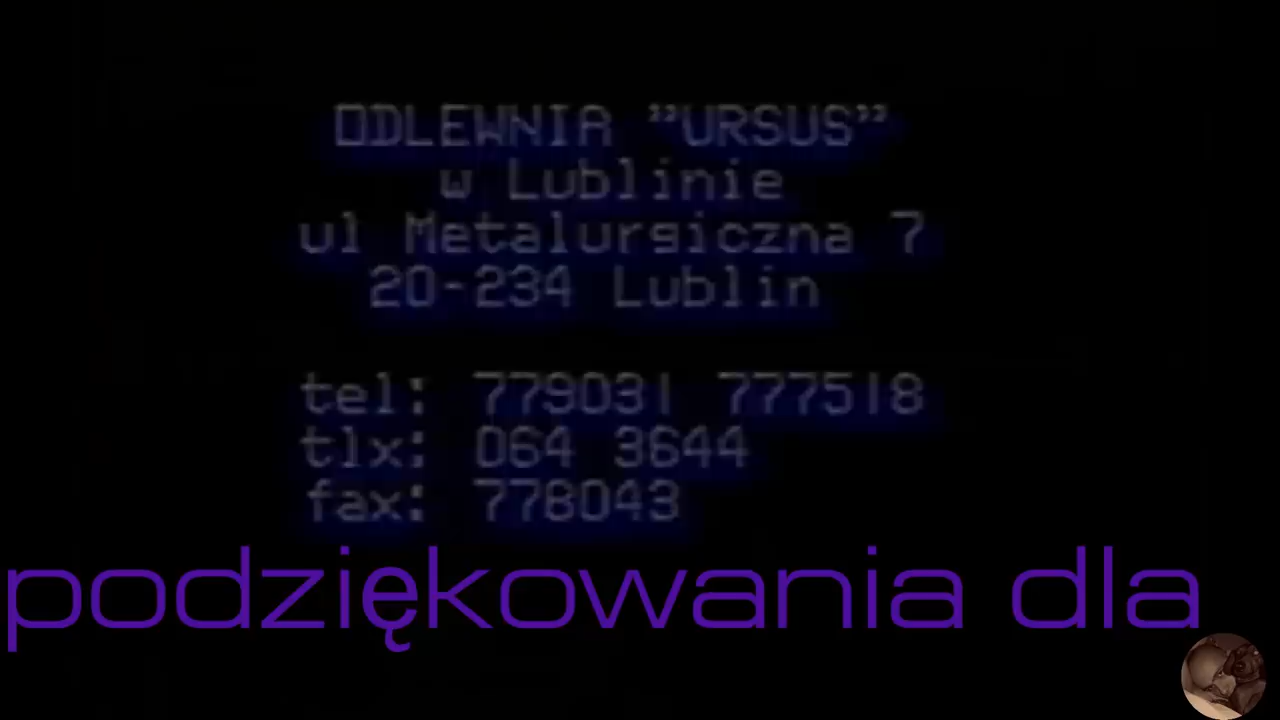 ODLEWNIA "URSUS"
w Lublinie
ul Metalurgiczna 7
20-234 Lublin
tel: 779031 777518
tlx: 064 3644
fax: 778043
podziękowania dla